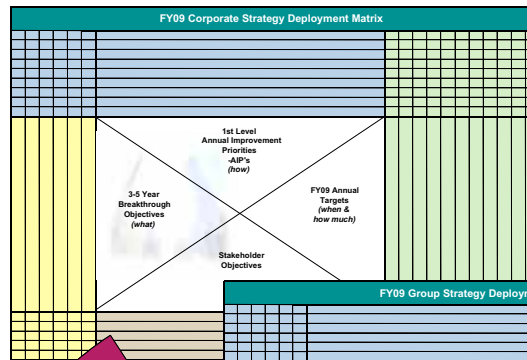 FY09 Corporate Strategy Deployment Matrix
1st Level
Annual Improvement
Priorities
-AIP's
(how)
3-5 Year
Breakthrough
Objectives
(what)
FY09 Annual
Targets
(when &
how much)
Stakeholder
Objectives
FY09 Group Strategy Deploym